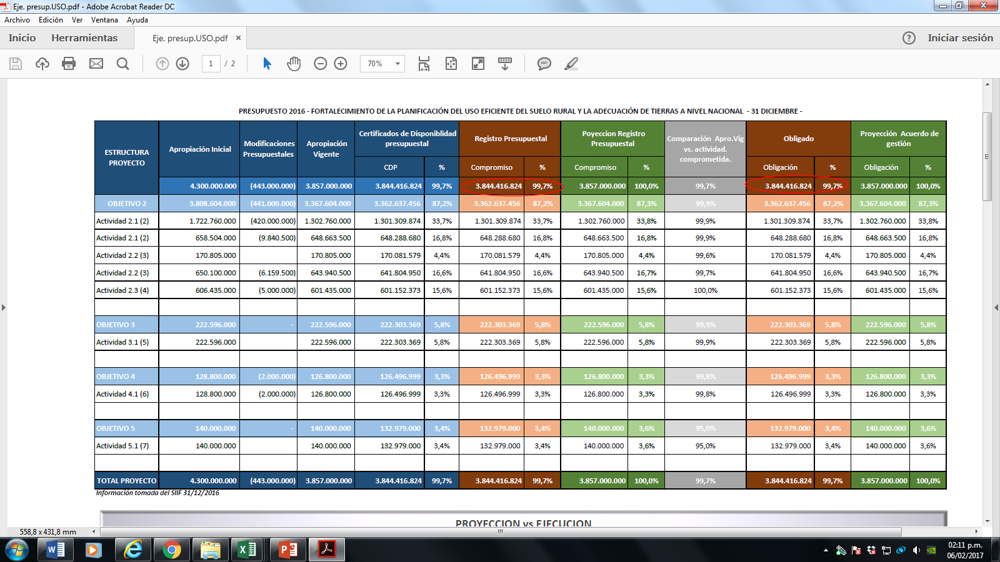 Eje. presup.USO.pdf - Adobe Acrobat Reader DC
Archivo Edición Ver Ventana Ayuda
Inicio Herramientas Eje. presup.USO.pdf × ? Iniciar sesión
1 / 2 70%
PRESUPUESTO 2016 - FORTALECIMIENTO DE LA PLANIFICACIÓN DEL USO EFICIENTE DEL SUELO RURAL Y LA ADECUACIÓN DE TIERRAS A NIVEL NACIONAL - 31 DICIEMBRE -
ESTRUCTURA PROYECTO
Apropiación Inicial
Modificaciones Presupuestales
Apropiación Vigente
Certificados de Disponiblidad presupuestal
Registro Presupuestal
Poyeccion Registro Presupuestal
Comparación Apro.Vig vs. actividad. comprometida.
Obligado
Proyección Acuerdo de gestión
CDP % Compromiso % Compromiso % Obligación % Obligación %
4.300.000.000 (443.000.000) 3.857.000.000 3.844.416.824 99,7% 3.844.416.824 99,7% 3.857.000.000 100,0% 99,7% 3.844.416.824 99,7% 3.857.000.000 100,0%
OBJETIVO 2 3.808.604.000 (441.000.000) 3.367.604.000 3.362.637.456 87,2% 3.362.637.456 87,2% 3.367.604.000 87,3% 99,9% 3.362.637.456 87,2% 3.367.604.000 87,3%
Actividad 2.1 (2) 1.722.760.000 (420.000.000) 1.302.760.000 1.301.309.874 33,7% 1.301.309.874 33,7% 1.302.760.000 33,8% 99,9% 1.301.309.874 33,7% 1.302.760.000 33,8%
Actividad 2.1 (2) 658.504.000 (9.840.500) 648.663.500 648.288.680 16,8% 648.288.680 16,8% 648.663.500 16,8% 99,9% 648.288.680 16,8% 648.663.500 16,8%
Actividad 2.2 (3) 170.805.000 170.805.000 170.081.579 4,4% 170.081.579 4,4% 170.805.000 4,4% 99,6% 170.081.579 4,4% 170.805.000 4,4%
Actividad 2.2 (3) 650.100.000 (6.159.500) 643.940.500 641.804.950 16,6% 641.804.950 16,6% 643.940.500 16,7% 99,7% 641.804.950 16,6% 643.940.500 16,7%
Actividad 2.3 (4) 606.435.000 (5.000.000) 601.435.000 601.152.373 15,6% 601.152.373 15,6% 601.435.000 15,6% 100,0% 601.152.373 15,6% 601.435.000 15,6%
OBJETIVO 3 222.596.000 - 222.596.000 222.303.369 5,8% 222.303.369 5,8% 222.596.000 5,8% 99,9% 222.303.369 5,8% 222.596.000 5,8%
Actividad 3.1 (5) 222.596.000 222.596.000 222.303.369 5,8% 222.303.369 5,8% 222.596.000 5,8% 99,9% 222.303.369 5,8% 222.596.000 5,8%
OBJETIVO 4 128.800.000 (2.000.000) 126.800.000 126.496.999 3,3% 126.496.999 3,3% 126.800.000 3,3% 99,8% 126.496.999 3,3% 126.800.000 3,3%
Actividad 4.1 (6) 128.800.000 (2.000.000) 126.800.000 126.496.999 3,3% 126.496.999 3,3% 126.800.000 3,3% 99,8% 126.496.999 3,3% 126.800.000 3,3%
OBJETIVO 5 140.000.000 - 140.000.000 132.979.000 3,4% 132.979.000 3,4% 140.000.000 3,6% 95,0% 132.979.000 3,4% 140.000.000 3,6%
Actividad 5.1 (7) 140.000.000 140.000.000 132.979.000 3,4% 132.979.000 3,4% 140.000.000 3,6% 95,0% 132.979.000 3,4% 140.000.000 3,6%
TOTAL PROYECTO 4.300.000.000 (443.000.000) 3.857.000.000 3.844.416.824 99,7% 3.844.416.824 99,7% 3.857.000.000 100,0% 99,7% 3.844.416.824 99,7% 3.857.000.000 100,0%
Información tomada del SIIF 31/12/2016
PROYECCION vs EJECUCION
558,8 x 431,8 mm
02:11 p.m.
06/02/2017